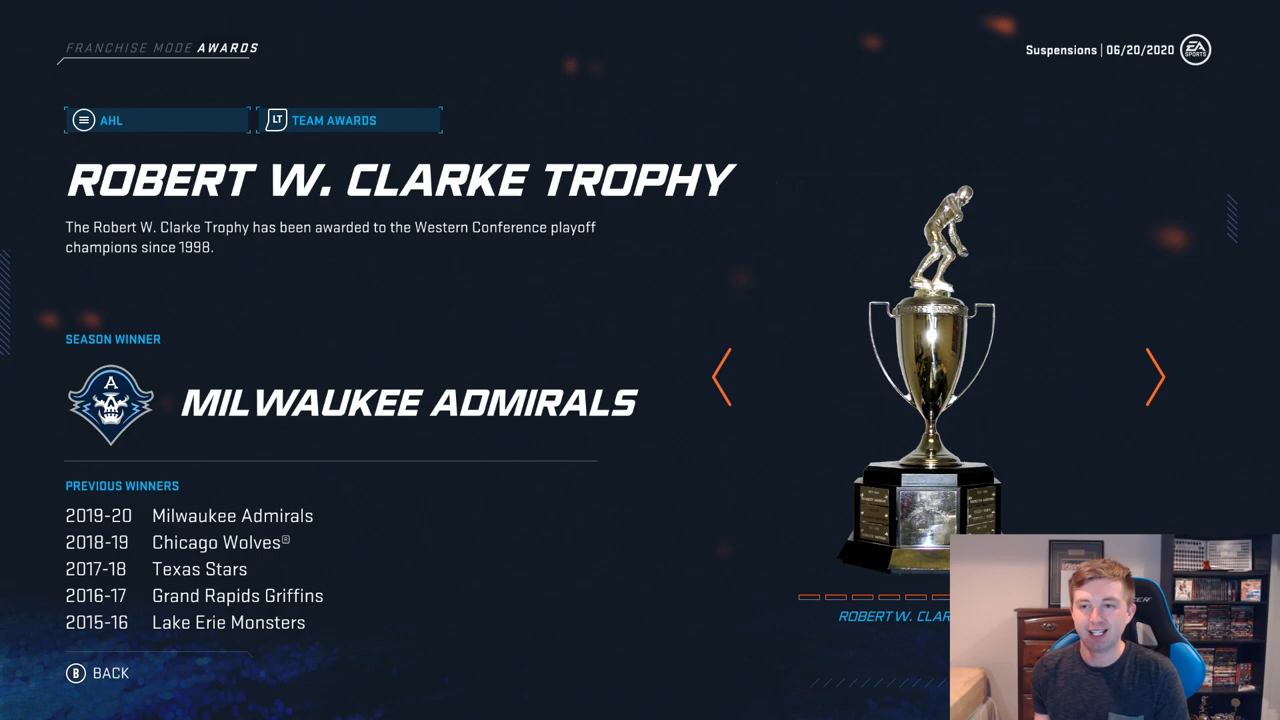 FRANCHISE MODE AWARDS
Suspensions | 06/20/2020
EA SPORTS
AHL
LT TEAM AWARDS
ROBERT W. CLARKE TROPHY
The Robert W. Clarke Trophy has been awarded to the Western Conference playoff
champions since 1998.
SEASON WINNER
A
MILWAUKEE ADMIRALS
PREVIOUS WINNERS
2019-20 Milwaukee Admirals
2018-19 Chicago Wolves®
2017-18 Texas Stars
2016-17 Grand Rapids Griffins
2015-16 Lake Erie Monsters
ROBERT W. CLAR
B BACK